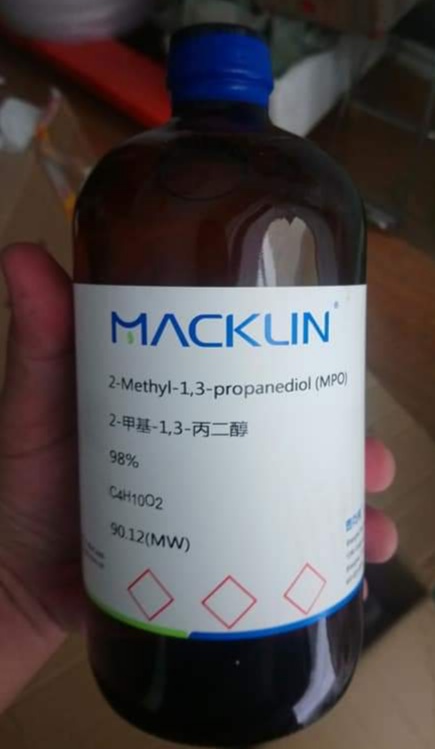 MACKLIN®
2-Methyl-1,3-propanediol (MPO)
2-甲基-1,3-丙二醇
98%
C4H10O2
90.12(MW)